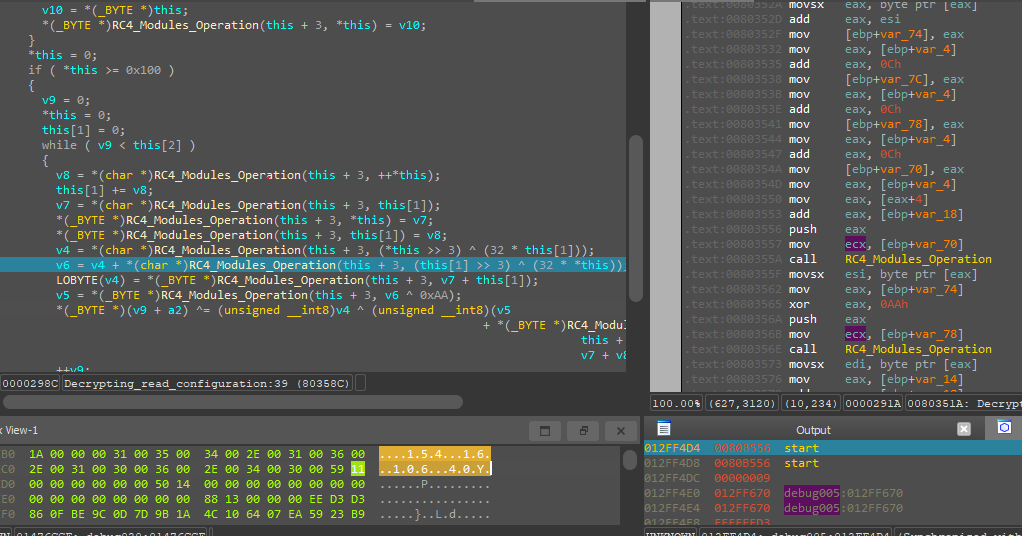 v10 = *(_BYTE *)*this;
*(_BYTE *)RC4_Modules_Operation(this + 3, *this) = v10;
}
*this = 0;
if ( *this >= 0x100 )
{
v9 = 0;
*this = 0;
this[1] = 0;
while ( v9 < this[2] )
{
v8 = *(char *)RC4_Modules_Operation(this + 3, ++*this);
this[1] += v8;
v7 = *(char *)RC4_Modules_Operation(this + 3, this[1]);
*(_BYTE *)RC4_Modules_Operation(this + 3, *this) = v7;
*(_BYTE *)RC4_Modules_Operation(this + 3, this[1]) = v8;
v4 = *(char *)RC4_Modules_Operation(this + 3, (*this >> 3) ^ (32 * this[1]));
v6 = v4 + *(char *)RC4_Modules_Operation(this + 3, (this[1] >> 3) ^ (32 * *this))
LOBYTE(v4) = *(_BYTE *)RC4_Modules_Operation(this + 3, v7 + this[1]);
v5 = *(_BYTE *)RC4_Modules_Operation(this + 3, v6 ^ 0xAA);
*(_BYTE *)(v9 + a2) ^= (unsigned __int8)v4 ^ (unsigned __int8)(v5
+ *(_BYTE *)RC4_Modul
this +
v7 + v8
++v9;
0000298C Decrypting_read_configuration:39 (80358C)
.text:0080352A movsx eax, byte ptr [eax]
.text:0080352D add eax, esi
.text:0080352F mov [ebp+var_74], eax
.text:00803532 mov eax, [ebp+var_4]
.text:00803535 add eax, 0Ch
.text:00803538 mov [ebp+var_7C], eax
.text:0080353B mov eax, [ebp+var_4]
.text:0080353E add eax, 0Ch
.text:00803541 mov [ebp+var_78], eax
.text:00803544 mov eax, [ebp+var_4]
.text:00803547 add eax, 0Ch
.text:0080354A mov [ebp+var_70], eax
.text:0080354D mov eax, [ebp+var_4]
.text:00803550 mov eax, [eax+4]
.text:00803553 add eax, [ebp+var_18]
.text:00803556 push eax
.text:00803557 mov ecx, [ebp+var_70]
.text:0080355A call RC4_Modules_Operation
.text:0080355F movsx esi, byte ptr [eax]
.text:00803562 mov eax, [ebp+var_74]
.text:00803565 xor eax, 0AAh
.text:0080356A push eax
.text:0080356B mov ecx, [ebp+var_78]
.text:0080356E call RC4_Modules_Operation
.text:00803573 movsx edi, byte ptr [eax]
.text:00803576 mov eax, [ebp+var_14]
100.00% (627,3120) (10,234) 0000291A 0080351A: Decrypt
x View-1
B0 1A 00 00 00 31 00 35 00 34 00 2E 00 31 00 36 00 ....1.5.4...1.6.
C0 2E 00 31 00 30 00 36 00 2E 00 34 00 30 00 59 11 ..1.0.6...4.0.Y.
D0 00 00 00 00 00 00 50 14 00 00 00 00 00 00 00 00 ......P.........
E0 00 00 00 00 00 00 00 00 88 13 00 00 00 EE D3 D3 ................
F0 86 0F BE 9C 0D 7D 9B 1A 4C 10 64 07 EA 59 23 B9 .....}..L.d.....
Output
012FF4D4 0080B556 start
012FF4D8 0080B556 start
012FF4DC 00000009
012FF4E0 012FF670 debug005:012FF670
012FF4E4 012FF670 debug005:012FF670
012FF4E8 FFFFFFD3